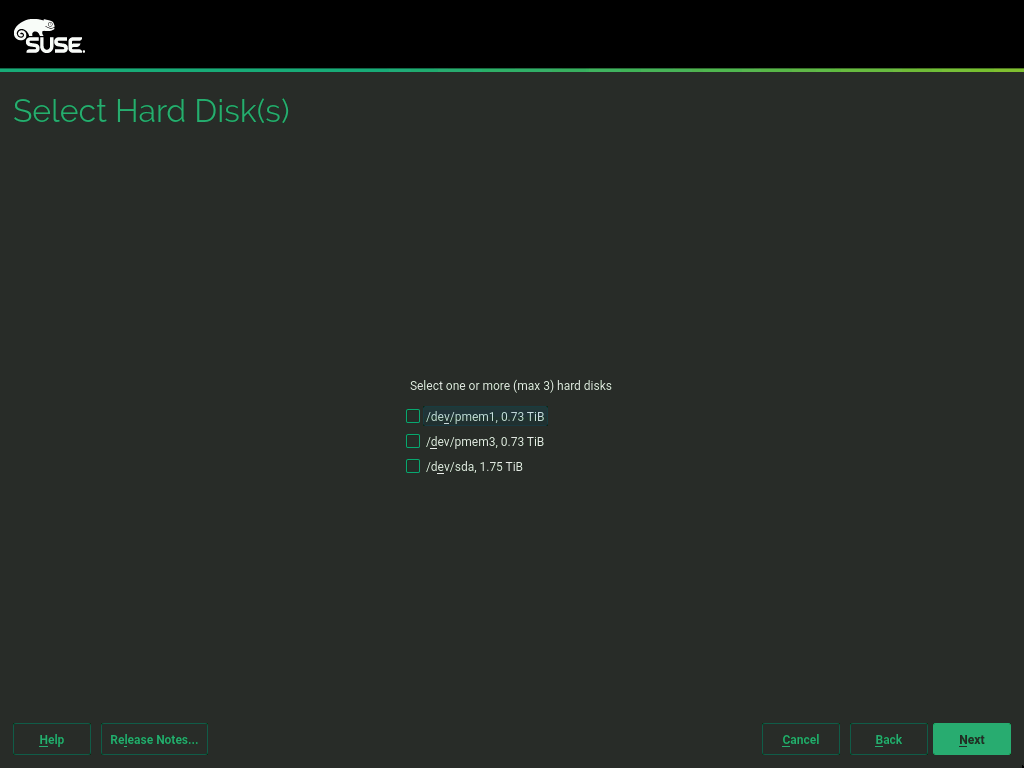 SUSE.
Select Hard Disk(s)
Select one or more (max 3) hard disks
/dev/pmem1, 0.73 TiB
/dev/pmem3, 0.73 TiB
/dev/sda, 1.75 TiB
Help
Release Notes...
Cancel
Back
Next